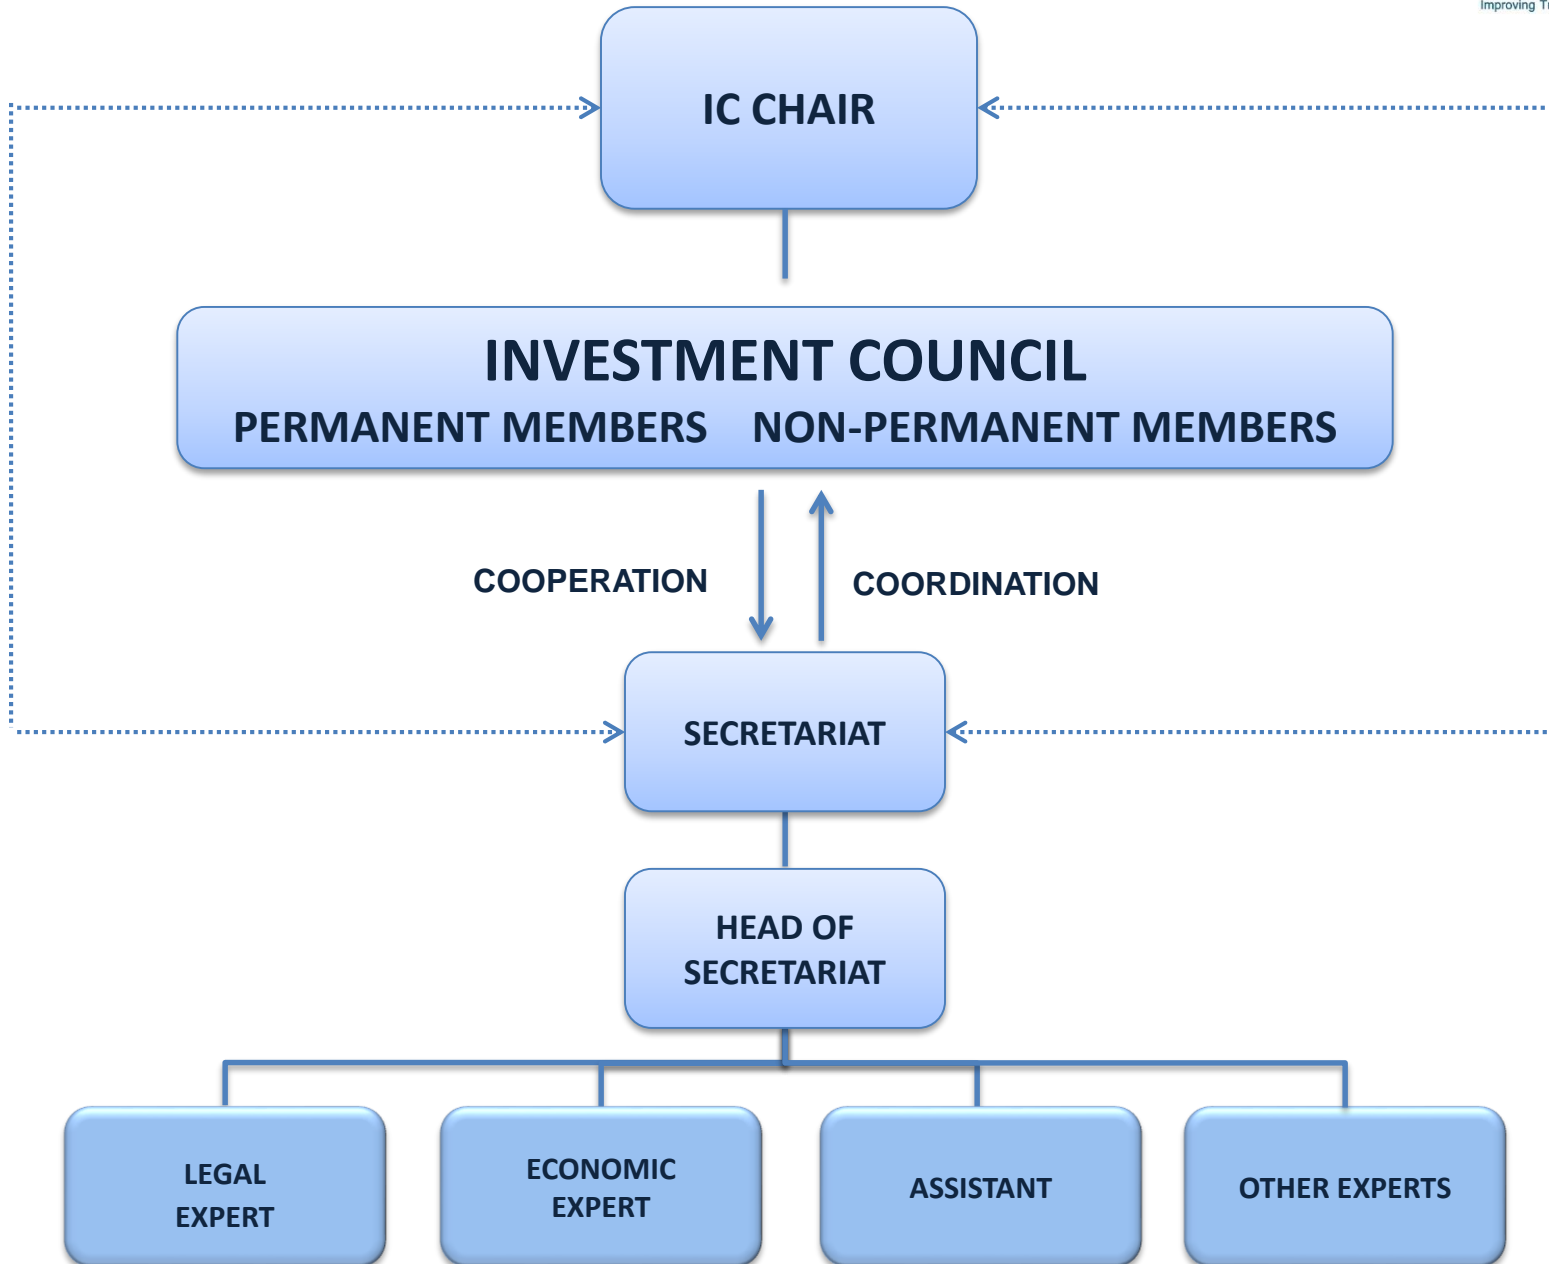 Improving
IC CHAIR
INVESTMENT COUNCIL
PERMANENT MEMBERS NON-PERMANENT MEMBERS
COOPERATION
COORDINATION
SECRETARIAT
HEAD OF
SECRETARIAT
LEGAL
EXPERT
ECONOMIC
EXPERT
ASSISTANT
OTHER EXPERTS